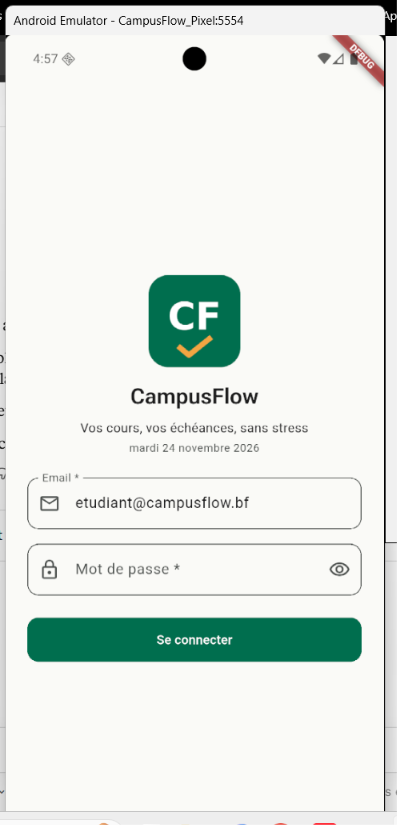 Android Emulator - CampusFlow_Pixel:5554
4:57
DEBUG
CF
CampusFlow
Vos cours, vos échéances, sans stress
mardi 24 novembre 2026
Email *
etudiant@campusflow.bf
Mot de passe *
Se connecter